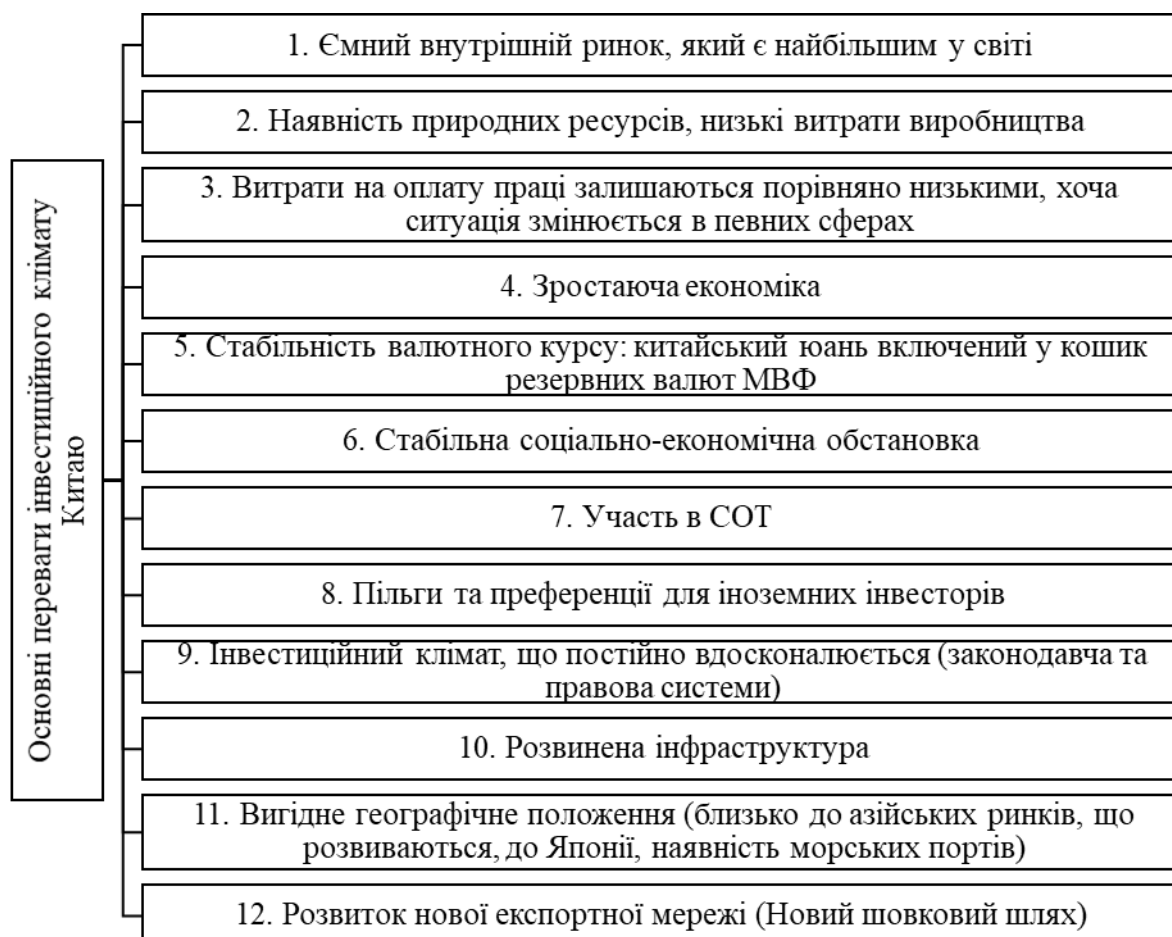 Основні переваги інвестиційного клімату
Китаю
1. Ємний внутрішній ринок, який є найбільшим у світі
2. Наявність природних ресурсів, низькі витрати виробництва
3. Витрати на оплату праці залишаються порівняно низькими, хоча
ситуація змінюється в певних сферах
4. Зростаюча економіка
5. Стабільність валютного курсу: китайський юань включений у кошик
резервних валют МВФ
6. Стабільна соціально-економічна обстановка
7. Участь в СОТ
8. Пільги та преференції для іноземних інвесторів
9. Інвестиційний клімат, що постійно вдосконалюється (законодавча та
правова системи)
10. Розвинена інфраструктура
11. Вигідне географічне положення (близько до азійських ринків, що
розвиваються, до Японії, наявність морських портів)
12. Розвиток нової експортної мережі (Новий шовковий шлях)